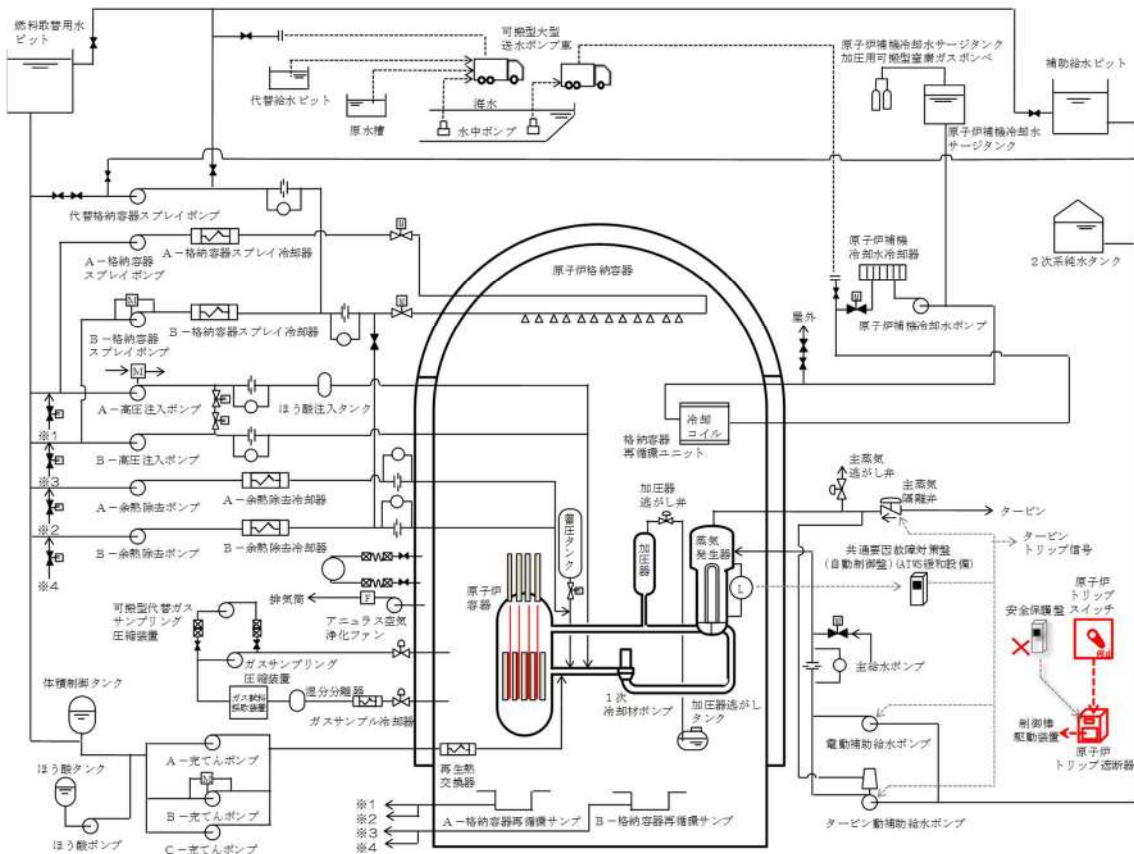 燃料取替用水
ピット
可搬型大型
送水ポンプ車
代替給水ピット
原水槽
海水
水中ポンプ
原子炉補機冷却水サージタンク
加圧用可搬型窒素ガスボンベ
原子炉補機冷却水
サージタンク
補助給水ピット
2次系純水タンク
代替格納容器スプレイポンプ
A-格納容器
スプレイポンプ
A-格納容器スプレイ冷却器
M
B-格納容器
スプレイポンプ
B-格納容器スプレイ冷却器
M
A-高圧注入ポンプ
ほう酸注入タンク
※1
B-高圧注入ポンプ
※3
A-余熱除去ポンプ
A-余熱除去冷却器
※2
B-余熱除去ポンプ
B-余熱除去冷却器
※4
原子炉格納容器
原子炉補機
冷却水冷却器
原子炉補機冷却水ポンプ
屋外
冷却
コイル
格納容器
再循環ユニット
主蒸気
逃がし弁
主蒸気
隔離弁
タービン
タービン
トリップ信号
加圧器
逃がし弁
蓄圧タンク
加圧器
蒸気
発生器
L
共通要因故障対策盤
(自動制御盤)(ATWS緩和設備)
原子炉
トリップ
スイッチ
停止
安全保護盤
原子炉
容器
排気筒
F
アニュラス空気
浄化ファン
可搬型代替ガス
サンプリング
圧縮装置
ガスサンプリング
圧縮装置
ガス試料
採取装置
湿分分離器
ガスサンプル冷却器
1次
冷却材ポンプ
加圧器逃がし
タンク
主給水ポンプ
電動補助給水ポンプ
タービン動補助給水ポンプ
制御棒
駆動装置
原子炉
トリップ遮断器
体積制御タンク
ほう酸タンク
ほう酸ポンプ
A-充てんポンプ
M
B-充てんポンプ
C-充てんポンプ
再生熱
交換器
※1
※2
※3
※4
A-格納容器再循環サンプ
B-格納容器再循環サンプ